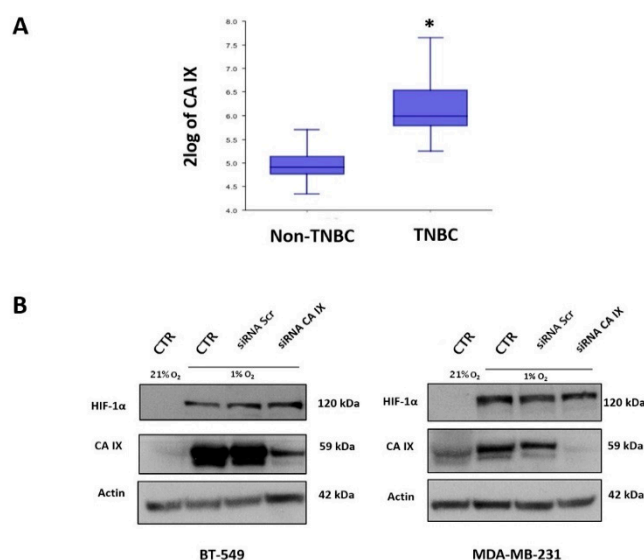 A
2log of CA IX
8.0
7.5
7.0
6.5
6.0
5.5
5.0
4.5
4.0
*
Non-TNBC TNBC
B
CTR CTR siRNA Scr siRNA CA IX
21% O₂ 1% O₂
HIF-1α 120 kDa
CA IX 59 kDa
Actin 42 kDa
BT-549
CTR CTR siRNA Scr siRNA CA IX
21% O₂ 1% O₂
HIF-1α 120 kDa
CA IX 59 kDa
Actin 42 kDa
MDA-MB-231